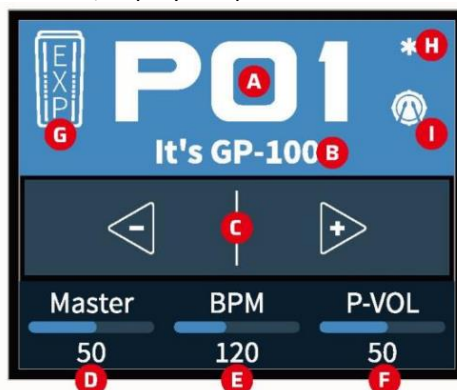 EXP P01 * H
A
G I
It's GP-100 B
- C +
Master BPM P-VOL
50 120 50
D E F